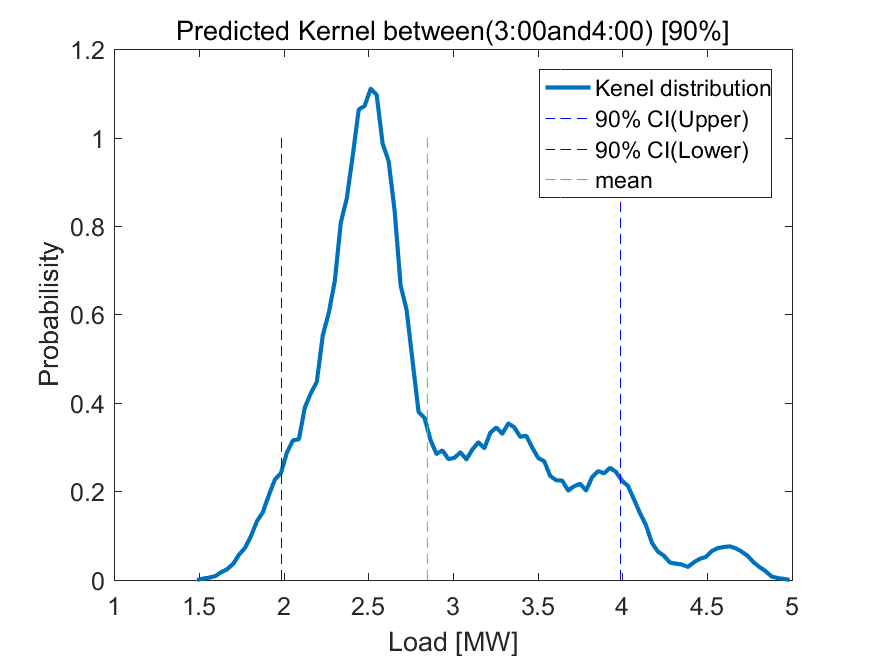 Predicted Kernel between(3:00and4:00) [90%]
1.2
1
0.8
0.6
0.4
0.2
0
Probabilisity
Kenel distribution
90% CI(Upper)
90% CI(Lower)
mean
1
1.5
2
2.5
3
3.5
4
4.5
5
Load [MW]